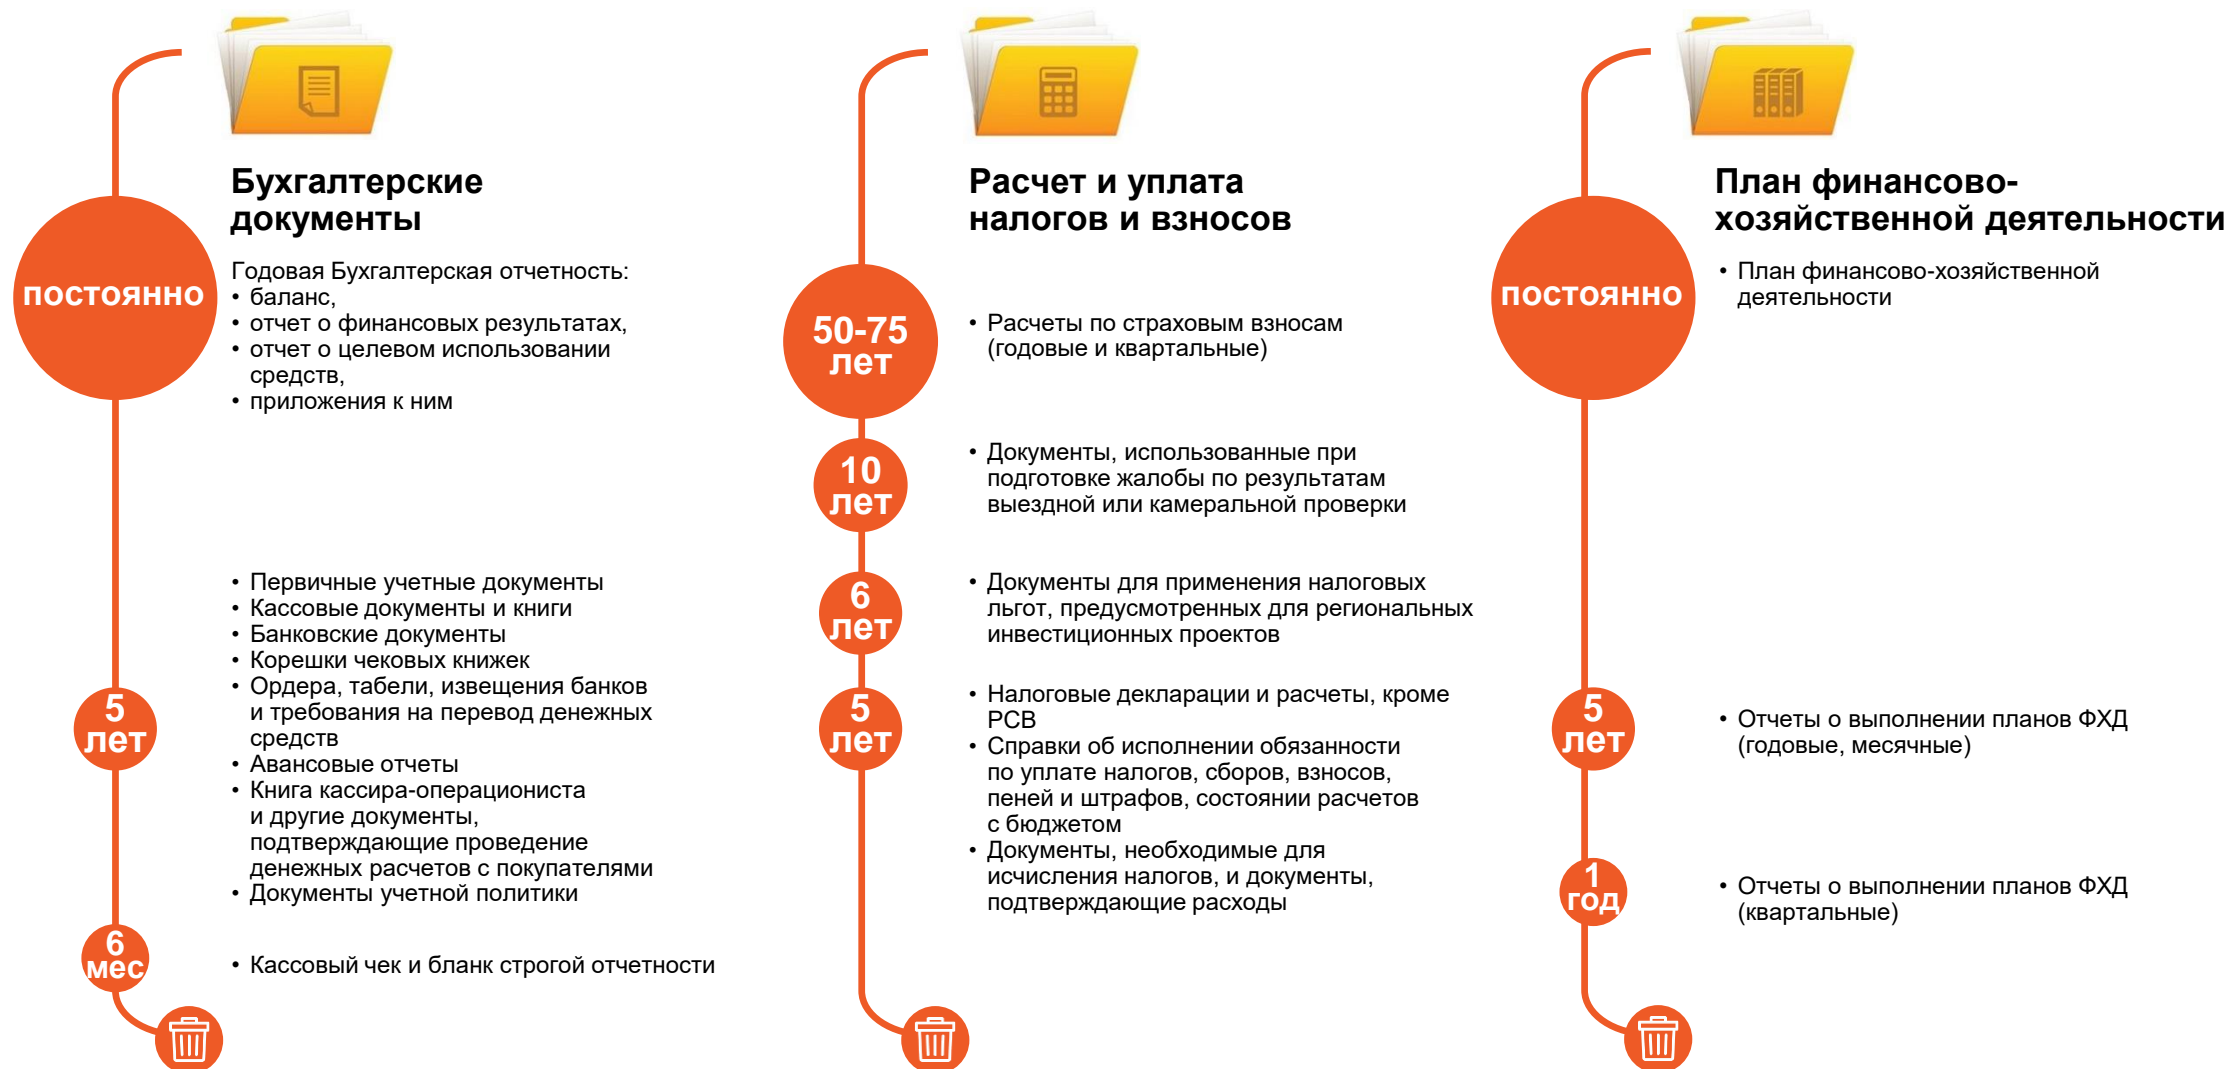 Бухгалтерские
документы
постоянно
Годовая Бухгалтерская отчетность:
• баланс,
• отчет о финансовых результатах,
• отчет о целевом использовании
средств,
• приложения к ним
5
лет
• Первичные учетные документы
• Кассовые документы и книги
• Банковские документы
• Корешки чековых книжек
• Ордера, табели, извещения банков
и требования на перевод денежных
средств
• Авансовые отчеты
• Книга кассира-операциониста
и другие документы,
подтверждающие проведение
денежных расчетов с покупателями
• Документы учетной политики
6
мес
• Кассовый чек и бланк строгой отчетности
Расчет и уплата
налогов и взносов
50-75
лет
• Расчеты по страховым взносам
(годовые и квартальные)
10
лет
• Документы, использованные при
подготовке жалобы по результатам
выездной или камеральной проверки
6
лет
• Документы для применения налоговых
льгот, предусмотренных для региональных
инвестиционных проектов
5
лет
• Налоговые декларации и расчеты, кроме
РСВ
• Справки об исполнении обязанности
по уплате налогов, сборов, взносов,
пеней и штрафов, состоянии расчетов
с бюджетом
• Документы, необходимые для
исчисления налогов, и документы,
подтверждающие расходы
План финансово-
хозяйственной деятельности
постоянно
• План финансово-хозяйственной
деятельности
5
лет
• Отчеты о выполнении планов ФХД
(годовые, месячные)
1
год
• Отчеты о выполнении планов ФХД
(квартальные)